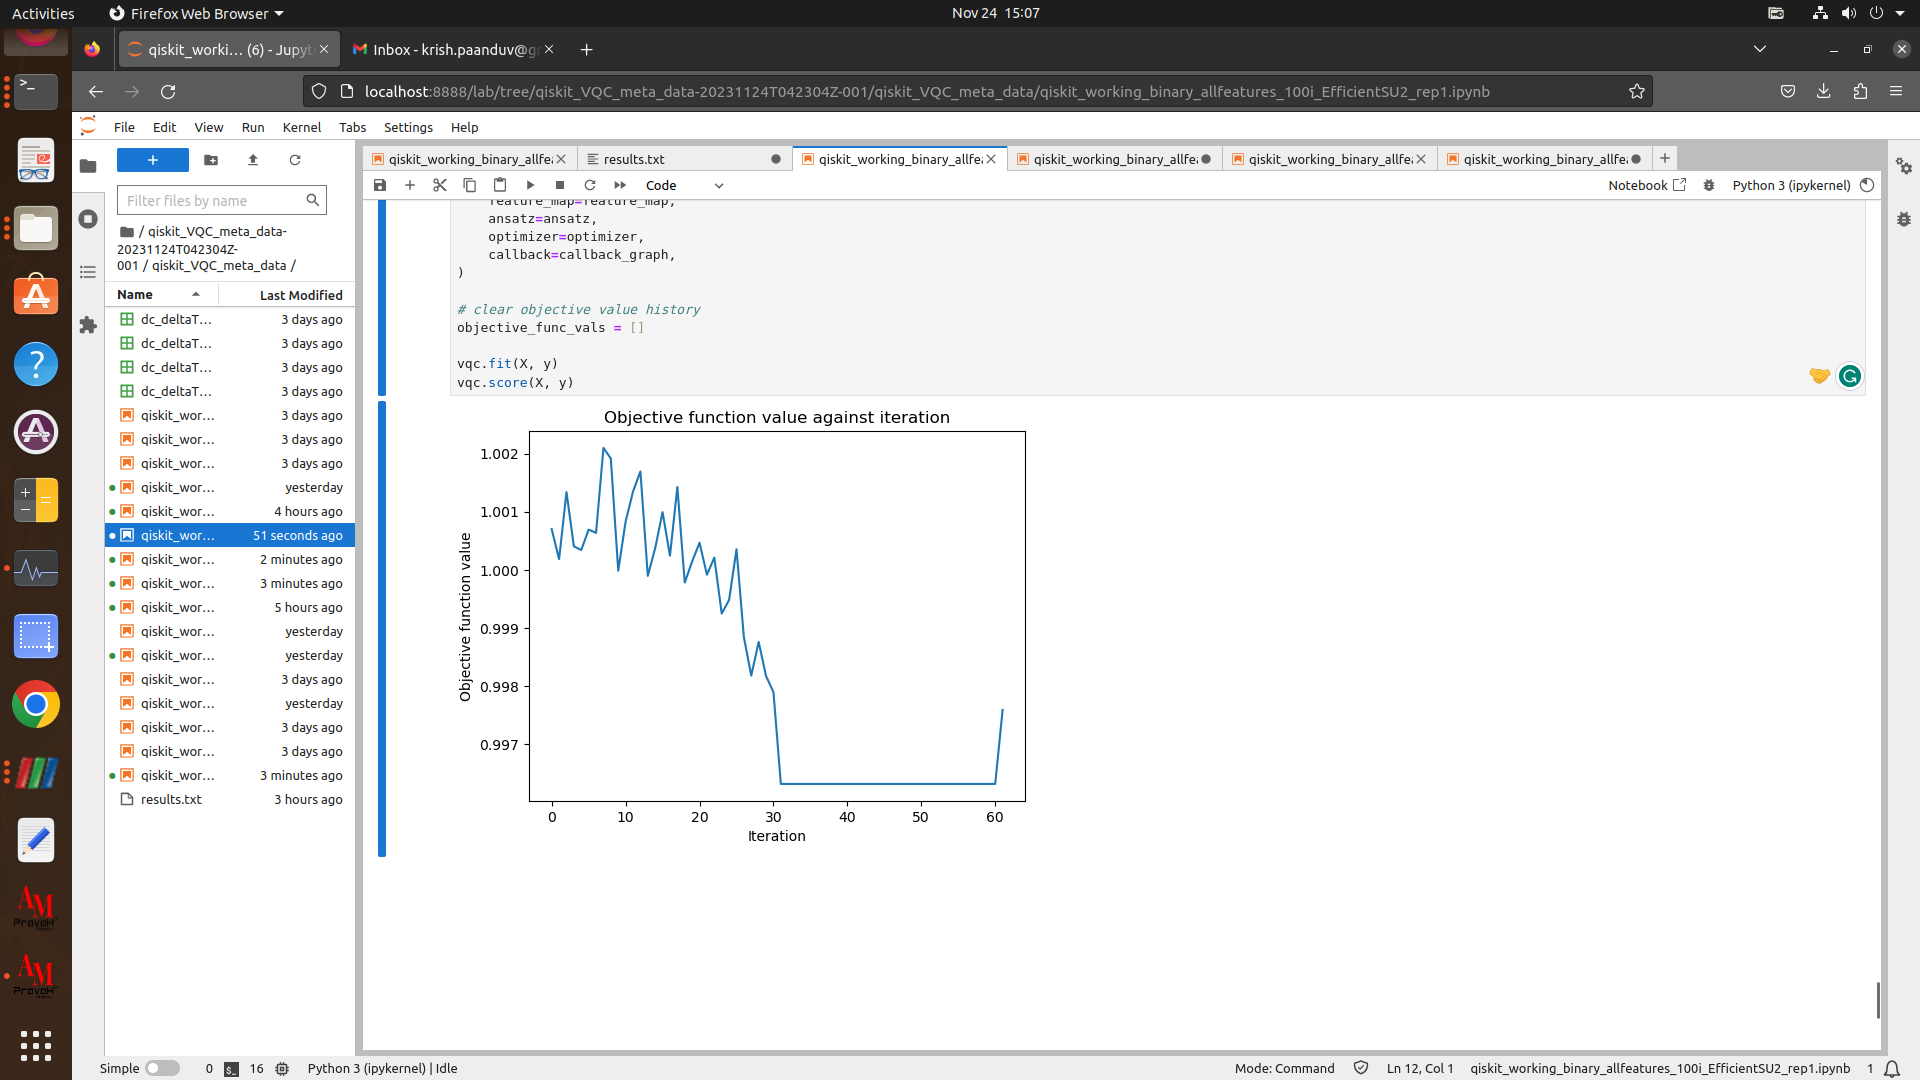 Activities
Firefox Web Browser
Nov 24 15:07
qiskit_worki… (6) - Jupyt
Inbox - krish.paanduv@g
localhost:8888/lab/tree/qiskit_VQC_meta_data-20231124T042304Z-001/qiskit_VQC_meta_data/qiskit_working_binary_allfeatures_100i_EfficientSU2_rep1.ipynb
File Edit View Run Kernel Tabs Settings Help
qiskit_working_binary_allfea
results.txt
qiskit_working_binary_allfea
qiskit_working_binary_allfea
qiskit_working_binary_allfea
qiskit_working_binary_allfea
Code
Notebook
Python 3 (ipykernel)
Filter files by name
/ qiskit_VQC_meta_data-
20231124T042304Z-
001 / qiskit_VQC_meta_data /
Name Last Modified
dc_deltaT… 3 days ago
dc_deltaT… 3 days ago
dc_deltaT… 3 days ago
dc_deltaT… 3 days ago
qiskit_wor… 3 days ago
qiskit_wor… 3 days ago
qiskit_wor… 3 days ago
qiskit_wor… yesterday
qiskit_wor… 4 hours ago
qiskit_wor… 51 seconds ago
qiskit_wor… 2 minutes ago
qiskit_wor… 3 minutes ago
qiskit_wor… 5 hours ago
qiskit_wor… yesterday
qiskit_wor… yesterday
qiskit_wor… 3 days ago
qiskit_wor… yesterday
qiskit_wor… 3 days ago
qiskit_wor… 3 days ago
qiskit_wor… 3 minutes ago
results.txt 3 hours ago
feature_map=feature_map,
ansatz=ansatz,
optimizer=optimizer,
callback=callback_graph,
)
# clear objective value history
objective_func_vals = []
vqc.fit(X, y)
vqc.score(X, y)
Objective function value against iteration
Objective function value
1.002
1.001
1.000
0.999
0.998
0.997
0 10 20 30 40 50 60
Iteration
AM
ProvoH
AM
ProvoH
Simple 0 16 Python 3 (ipykernel) | Idle
Mode: Command Ln 12, Col 1 qiskit_working_binary_allfeatures_100i_EfficientSU2_rep1.ipynb 1